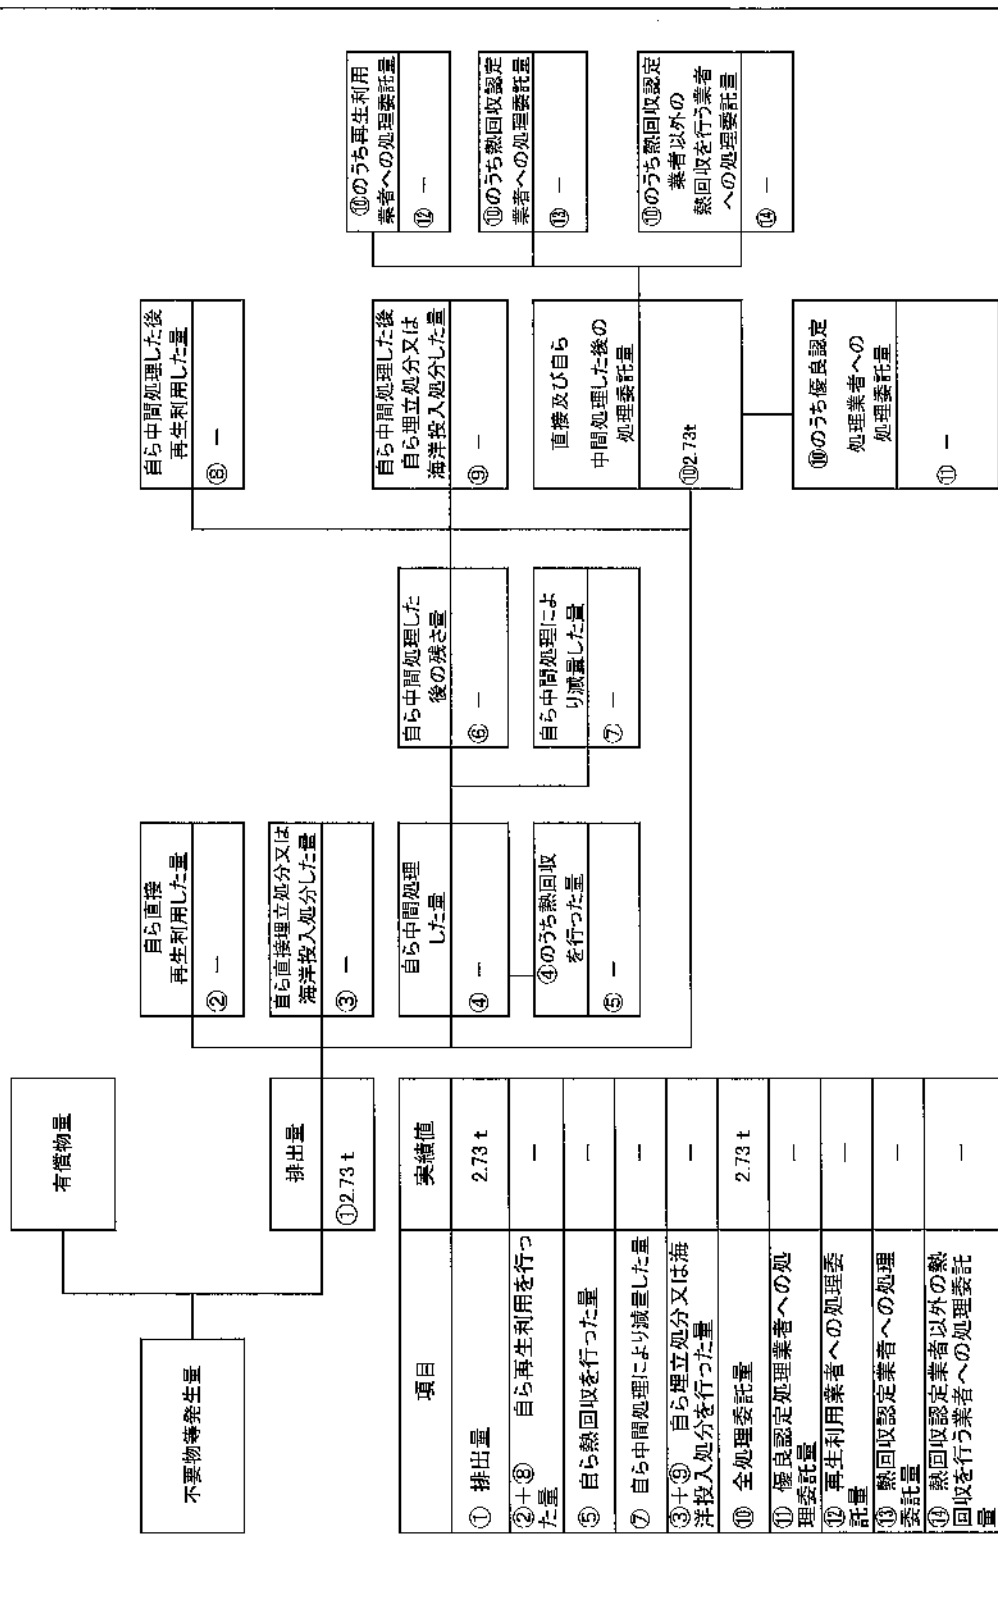 不要物等発生量
有償物量
排出量
①2.73 t
自ら直接
再生利用した量
② ー
自ら直接埋立処分又は
海洋投入処分した量
③ ー
自ら中間処理
した量
④ ー
④のうち熱回収
を行った量
⑤ ー
自ら中間処理した
後の残さ量
⑥ ー
自ら中間処理によ
り減量した量
⑦ ー
自ら中間処理した後
再生利用した量
⑧ ー
自ら中間処理した後
自ら埋立処分又は
海洋投入処分した量
⑨ ー
直接及び自ら
中間処理した後の
処理委託量
⑩2.73t
⑩のうち優良認定
処理業者への
処理委託量
⑪ ー
⑩のうち再生利用
業者への処理委託量
⑫ ー
⑩のうち熱回収認定
業者への処理委託量
⑬ ー
⑩のうち熱回収認定
業者以外の
熱回収を行う業者
への処理委託量
⑭ ー
項目 実績値
① 排出量 2.73 t
②+⑧ 自ら再生利用を行っ
た量 ー
⑤ 自ら熱回収を行った量 ー
⑦ 自ら中間処理により減量した量 ー
③+⑨ 自ら埋立処分又は海
洋投入処分を行った量 ー
⑩ 全処理委託量 2.73 t
⑪ 優良認定処理業者への処
理委託量 ー
⑫ 再生利用業者への処理委
託量 ー
⑬ 熱回収認定業者への処理
委託量 ー
⑭ 熱回収認定業者以外の熱
回収を行う業者への処理委託
量 ー